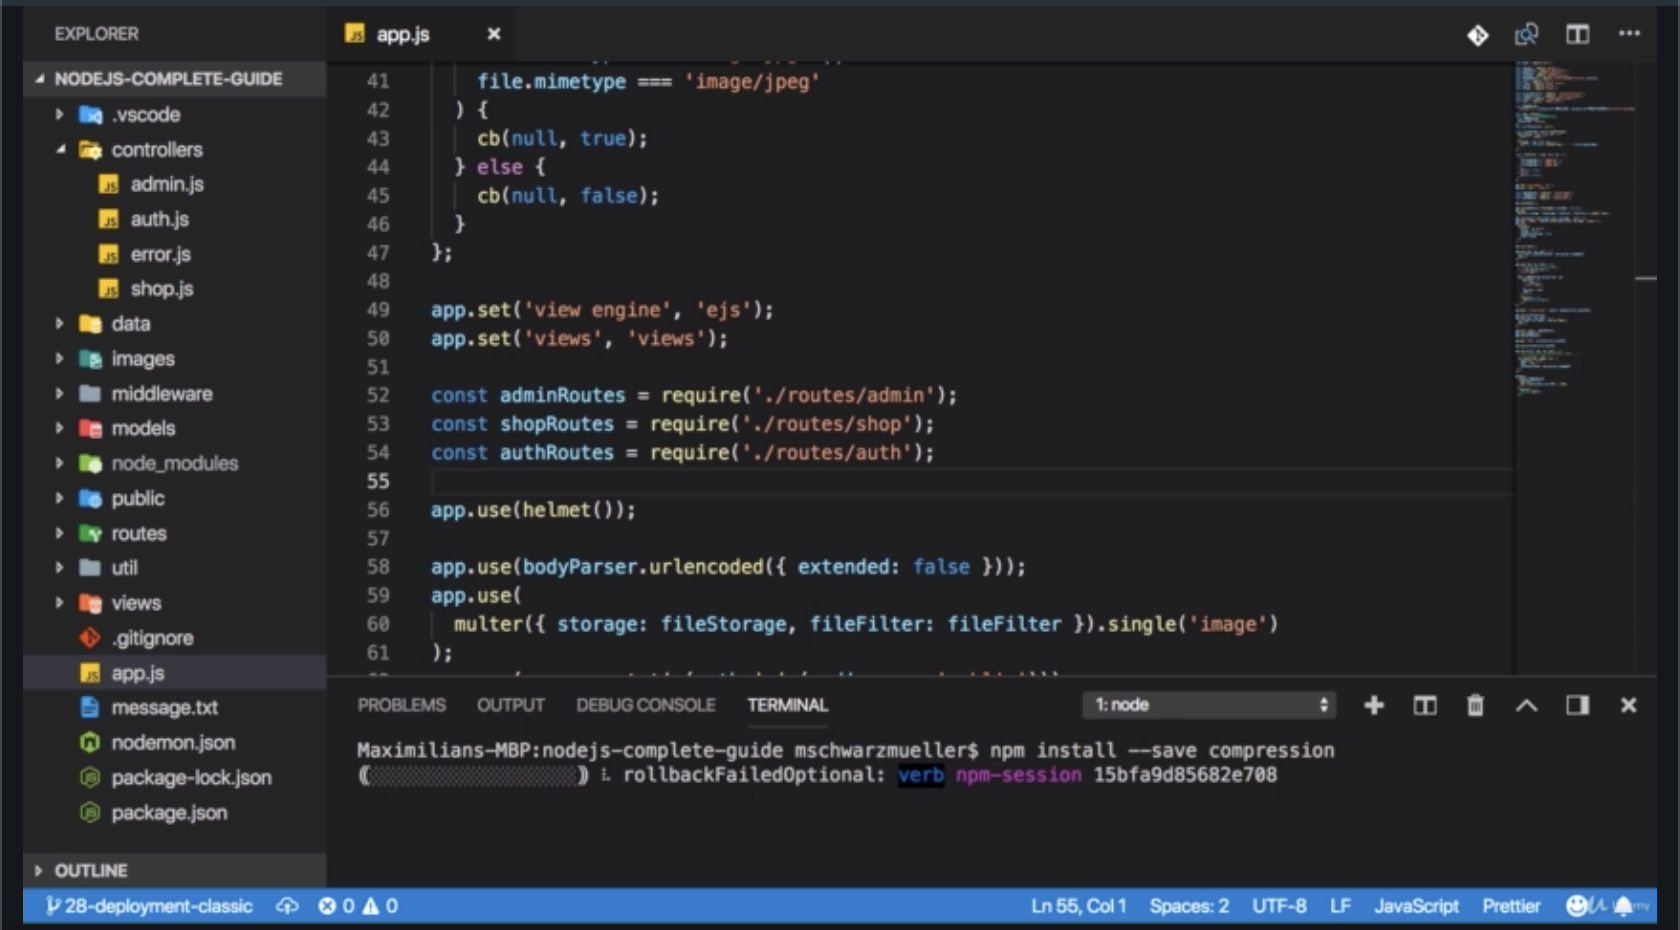 EXPLORER
NODEJS-COMPLETE-GUIDE
.vscode
controllers
admin.js
auth.js
error.js
shop.js
data
images
middleware
models
node_modules
public
routes
util
views
.gitignore
app.js
message.txt
nodemon.json
package-lock.json
package.json
OUTLINE
app.js
41 file.mimetype === 'image/jpeg'
42 ) {
43 cb(null, true);
44 } else {
45 cb(null, false);
46 }
47 };
48
49 app.set('view engine', 'ejs');
50 app.set('views', 'views');
51
52 const adminRoutes = require('./routes/admin');
53 const shopRoutes = require('./routes/shop');
54 const authRoutes = require('./routes/auth');
55
56 app.use(helmet());
57
58 app.use(bodyParser.urlencoded({ extended: false }));
59 app.use(
60 multer({ storage: fileStorage, fileFilter: fileFilter }).single('image')
61 );
PROBLEMS OUTPUT DEBUG CONSOLE TERMINAL 1: node
Maximilians-MBP:nodejs-complete-guide mschwarzmueller$ npm install --save compression
rollbackFailedOptional: verb npm-session 15bfa9d85682e708
28-deployment-classic 0 0 Ln 55, Col 1 Spaces: 2 UTF-8 LF JavaScript Prettier